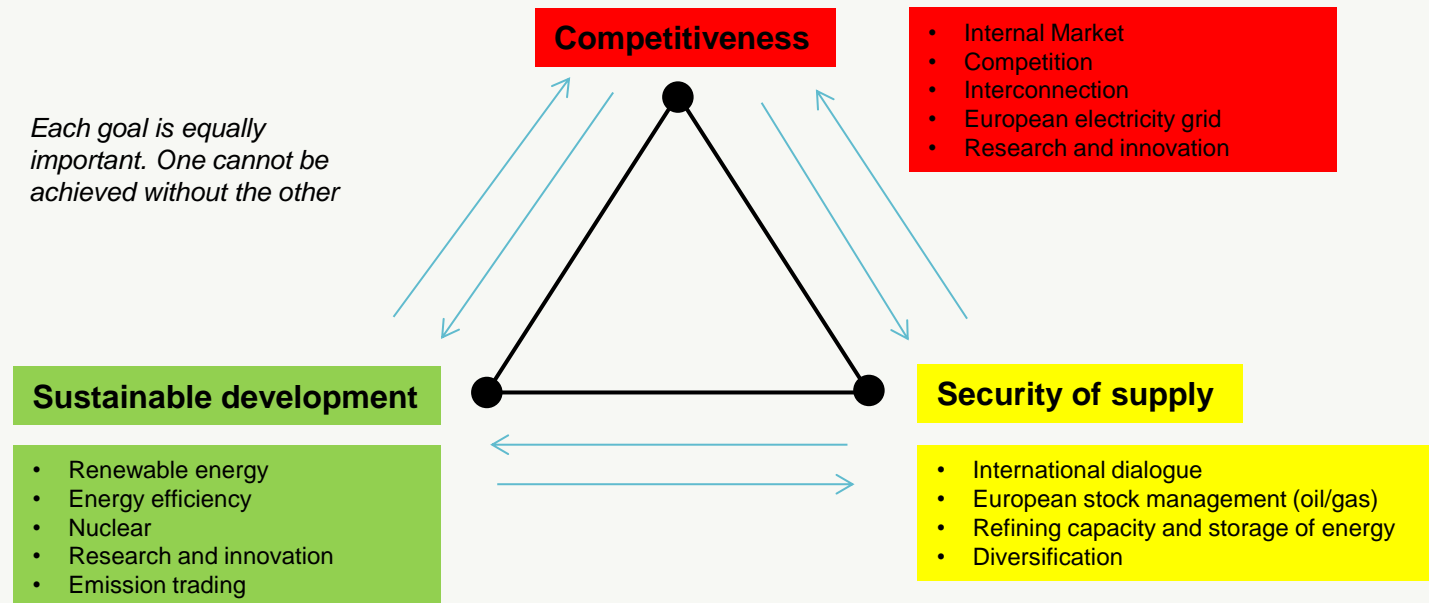 Competitiveness
• Internal Market
• Competition
• Interconnection
• European electricity grid
• Research and innovation
Each goal is equally
important. One cannot be
achieved without the other
Sustainable development
• Renewable energy
• Energy efficiency
• Nuclear
• Research and innovation
• Emission trading
Security of supply
• International dialogue
• European stock management (oil/gas)
• Refining capacity and storage of energy
• Diversification